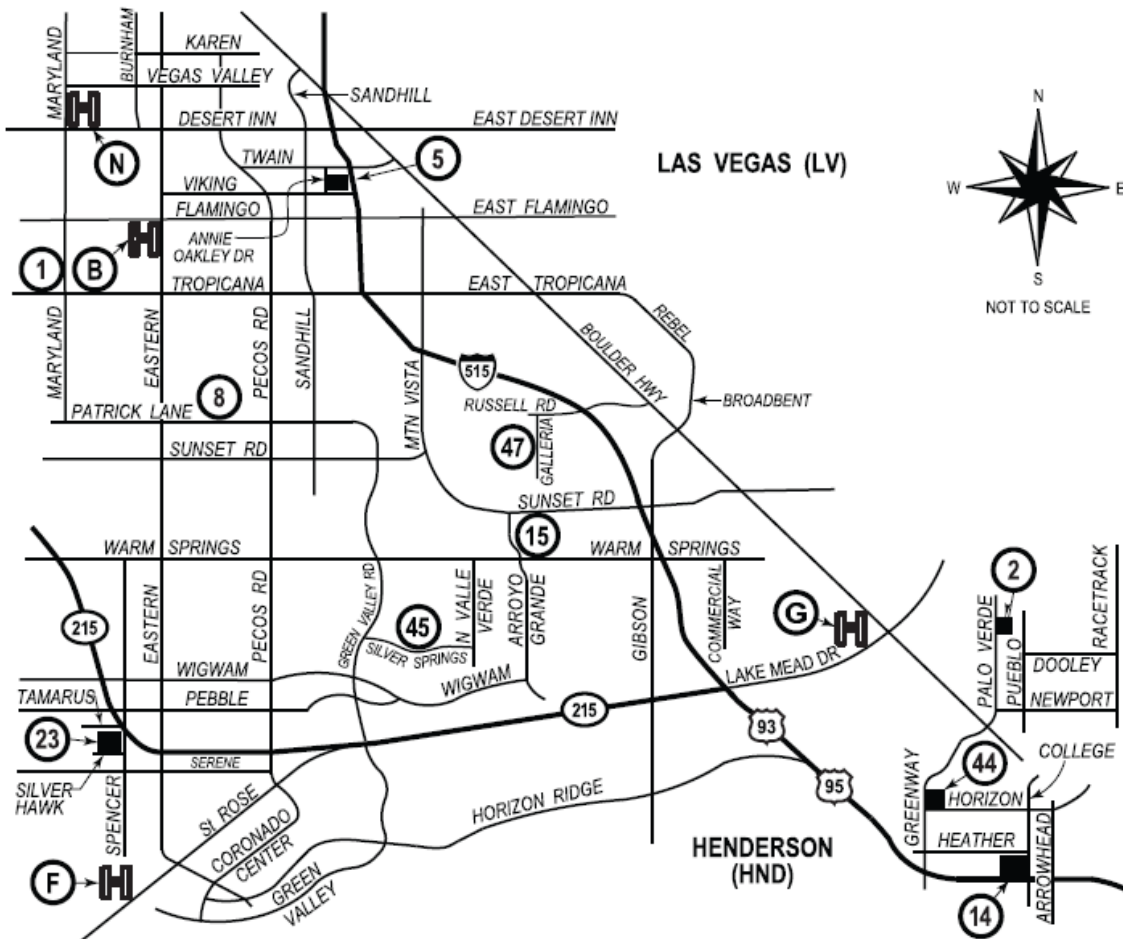 MARYLAND
BURNHAM
KAREN
VEGAS VALLEY
SANDHILL
N
DESERT INN
EAST DESERT INN
N
TWAIN
5
LAS VEGAS (LV)
VIKING
W
E
FLAMINGO
EAST FLAMINGO
ANNIE
OAKLEY DR
1
B
S
TROPICANA
EAST TROPICANA
NOT TO SCALE
MARYLAND
EASTERN
PECOS RD
SANDHILL
MTN VISTA
515
BOULDER HWY
REBEL
8
PATRICK LANE
RUSSELL RD
BROADBENT
47
GALLERIA
SUNSET RD
SUNSET RD
15
WARM SPRINGS
WARM SPRINGS
215
EASTERN
PECOS RD
GREEN VALLEY RD
45
SILVER SPRINGS
N VALLE
VERDE
ARROYO
GRANDE
GIBSON
COMMERCIAL
WAY
G
2
PALO VERDE
PUEBLO
RACETRACK
DOOLEY
NEWPORT
WIGWAM
WIGWAM
LAKE MEAD DR
TAMARUS
PEBBLE
215
93
23
SERENE
COLLEGE
SILVER
HAWK
SPENCER
St ROSE
CORONADO
CENTER
HORIZON RIDGE
95
44
GREENWAY
HORIZON
HEATHER
ARROWHEAD
HENDERSON
(HND)
F
GREEN
VALLEY
14